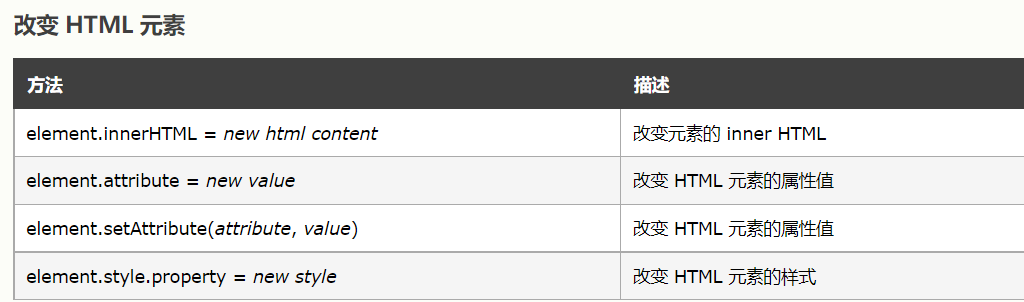 改变 HTML 元素
方法 描述
element.innerHTML = new html content 改变元素的 inner HTML
element.attribute = new value 改变 HTML 元素的属性值
element.setAttribute(attribute, value) 改变 HTML 元素的属性值
element.style.property = new style 改变 HTML 元素的样式